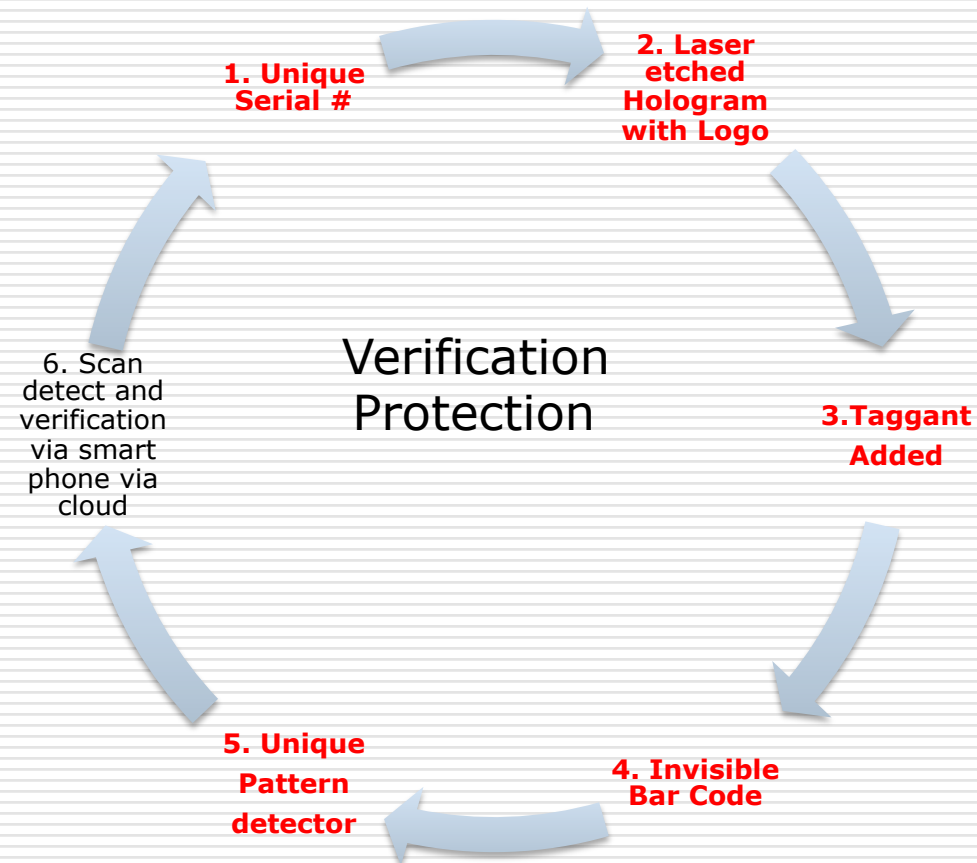 1. Unique
Serial #
2. Laser
etched
Hologram
with Logo
3.Taggant
Added
4. Invisible
Bar Code
5. Unique
Pattern
detector
6. Scan
detect and
verification
via smart
phone via
cloud
Verification
Protection